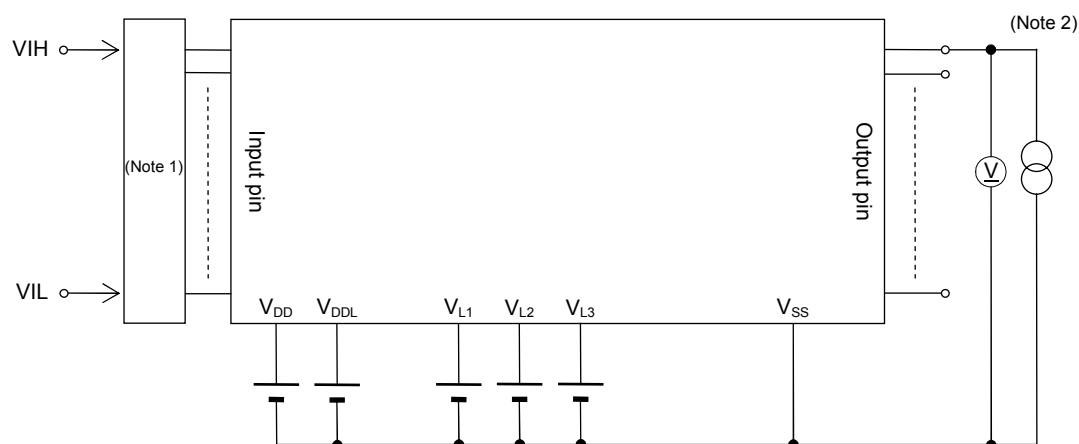 (Note 2)
VIH
(Note 1)
Input pin
Output pin
V
VIL
VDD VDDL VL1 VL2 VL3 VSS